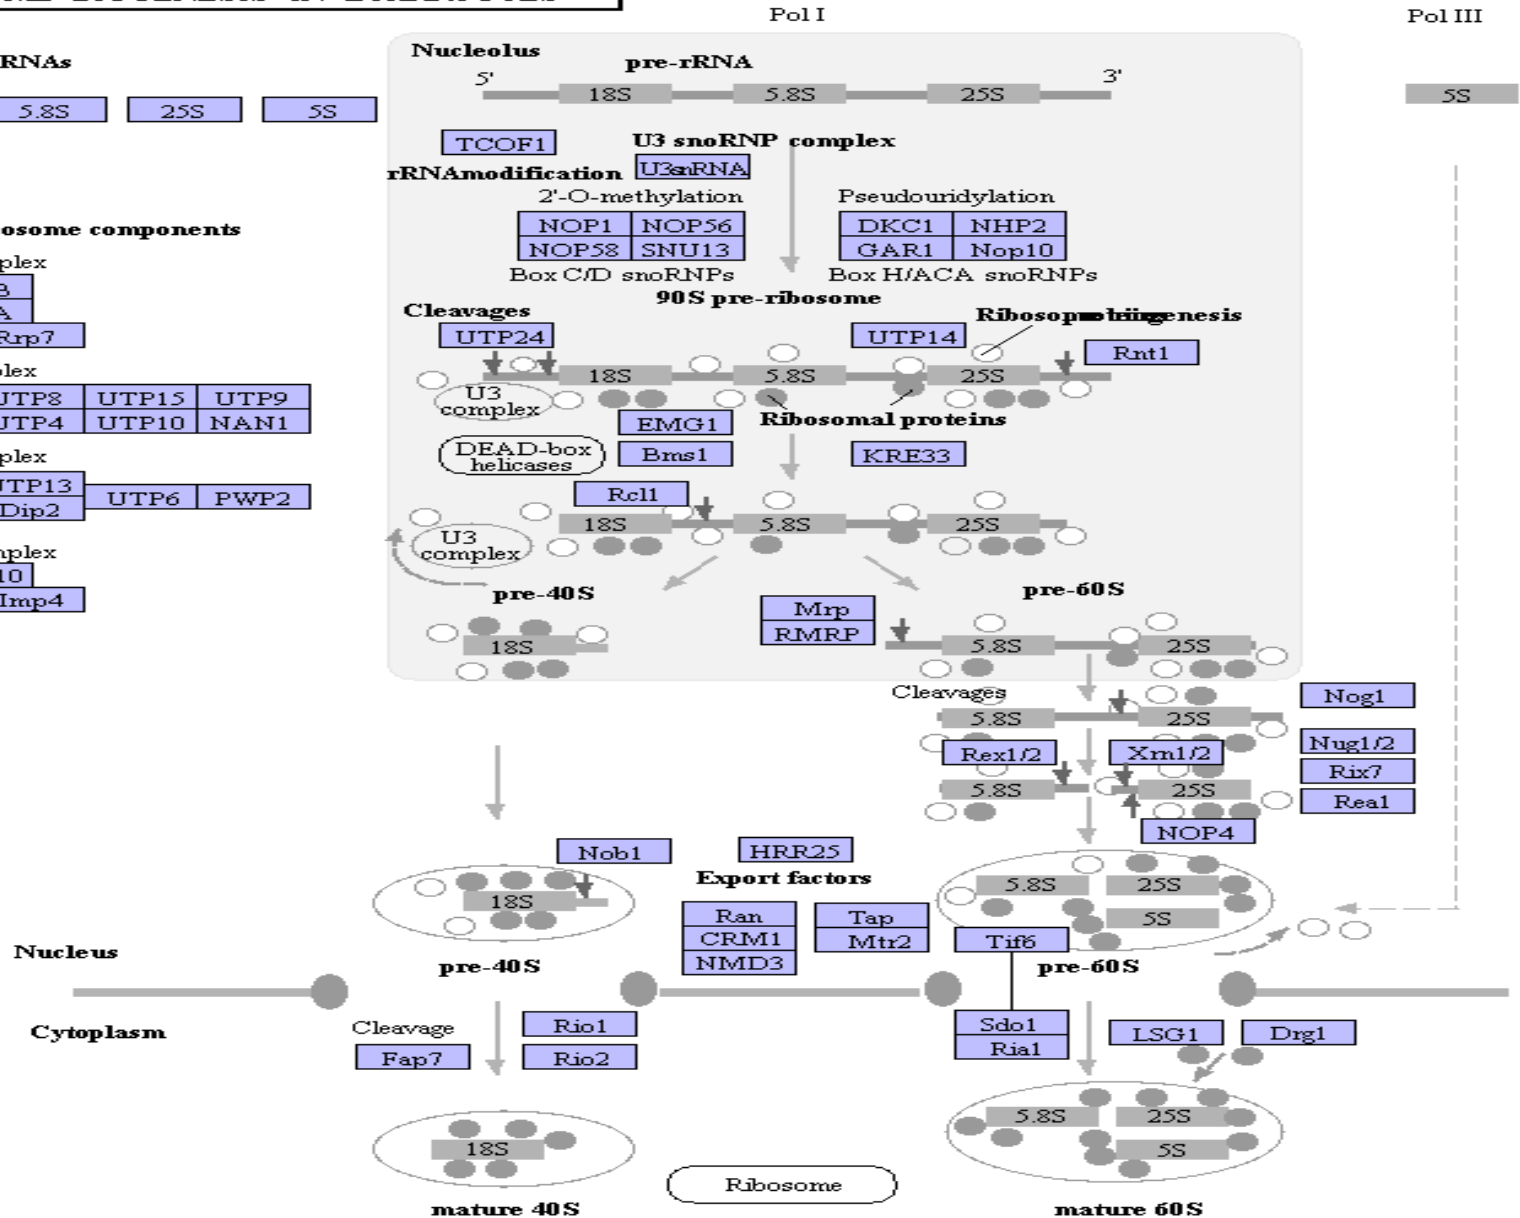 Pol I
Pol III
RNAs
5.8S 25S 5S
Nucleolus
pre-rRNA
5' 3'
18S 5.8S 25S
5S
TCOF1
U3 snoRNP complex
U3snRNA
rRNAmodification
2'-O-methylation
NOP1 NOP56
NOP58 SNU13
Box C/D snoRNPs
Pseudouridylation
DKC1 NHP2
GAR1 Nop10
Box H/ACA snoRNPs
osome components
plex
B
A
Rrp7
plex
UTP8 UTP15 UTP9
UTP4 UTP10 NAN1
plex
UTP13
Dip2
UTP6 PWP2
mplex
10
Imp4
90S pre-ribosome
Cleavages
UTP24
UTP14
Rnt1
18S 5.8S 25S
U3
complex
Ribosomal proteins
EMG1
DEAD-box
helicases
Bms1
KRE33
Rcl1
18S 5.8S 25S
U3
complex
pre-40S
pre-60S
Mrp
RMRP
18S
5.8S 25S
Cleavages
Nog1
5.8S 25S
Rex1/2 Xrn1/2
Nug1/2
Rix7
5.8S 25S
Rea1
NOP4
Nob1
HRR25
Export factors
18S
5.8S 25S
5S
Ran
CRM1
NMD3
Tap
Mtr2
Tif6
Nucleus
pre-40S
pre-60S
Cytoplasm
Cleavage
Fap7
Rio1
Rio2
Sdo1
Ria1
LSG1
Drg1
18S
5.8S 25S
5S
Ribosome
mature 40S
mature 60S